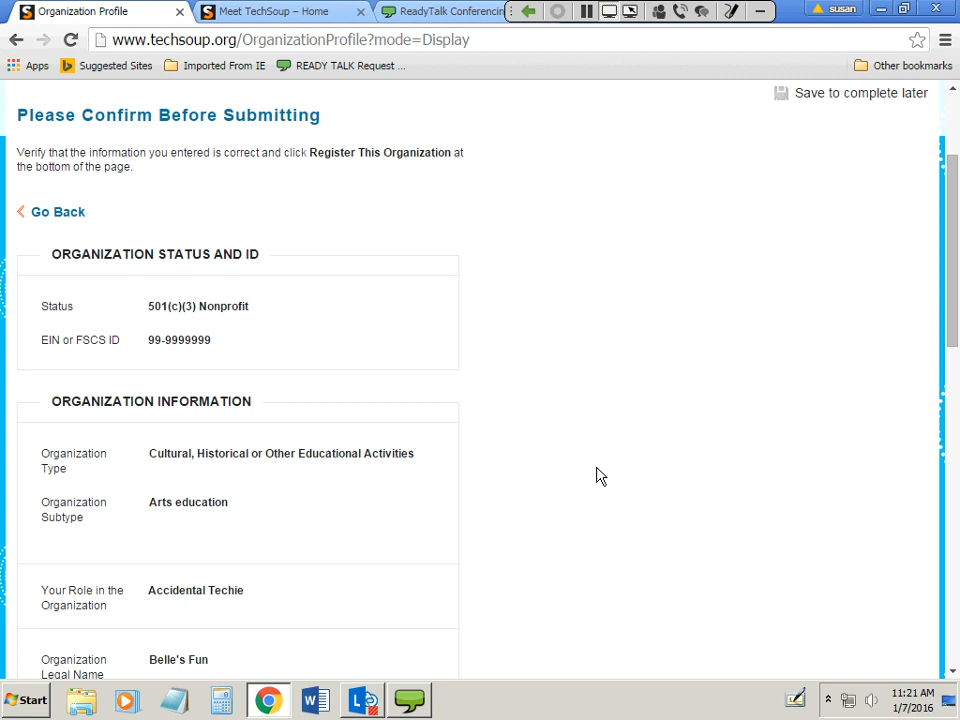 Organization Profile
Meet TechSoup – Home
ReadyTalk Conferencin
susan
www.techsoup.org/OrganizationProfile?mode=Display
Apps
Suggested Sites
Imported From IE
READY TALK Request ...
Other bookmarks
Save to complete later
Please Confirm Before Submitting
Verify that the information you entered is correct and click Register This Organization at
the bottom of the page.
Go Back
ORGANIZATION STATUS AND ID
Status 501(c)(3) Nonprofit
EIN or FSCS ID 99-9999999
ORGANIZATION INFORMATION
Organization Cultural, Historical or Other Educational Activities
Type
Organization Arts education
Subtype
Your Role in the Accidental Techie
Organization
Organization Belle's Fun
Legal Name
Start
11:21 AM
1/7/2016